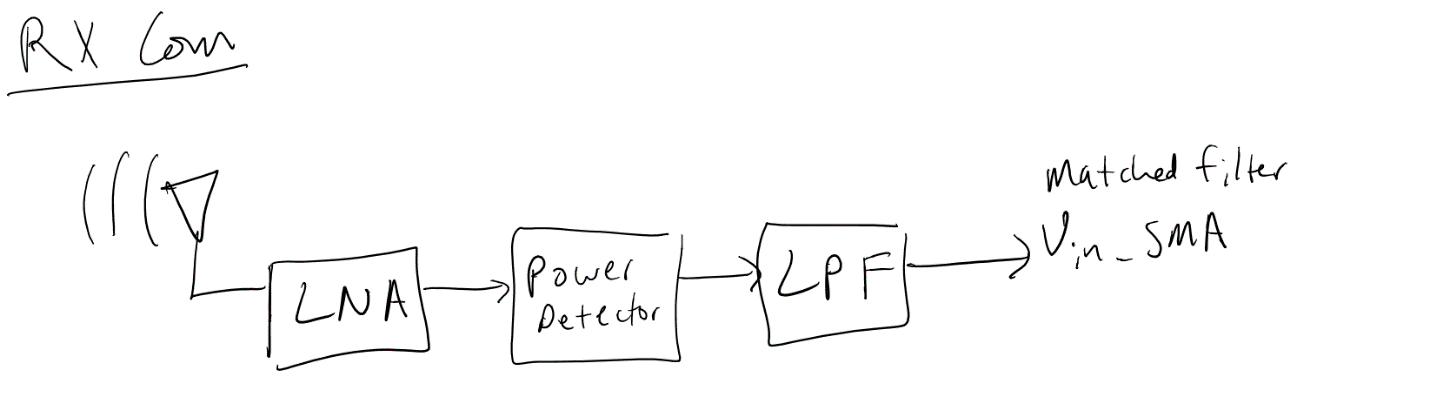 RX Com
LNA
Power
Detector
LPF
Matched filter
Vin_SMA